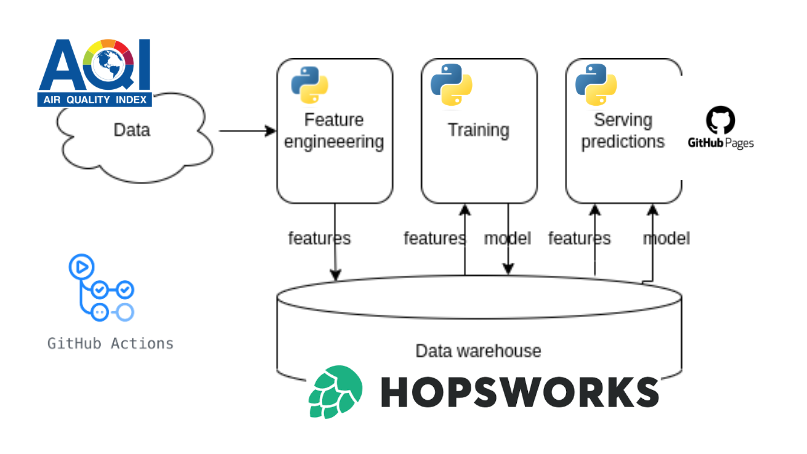 AQI
AIR QUALITY INDEX
Data
Feature
engineeering
Training
Serving
predictions
GitHub Pages
features
features
model
features
model
GitHub Actions
Data warehouse
HOPSWORKS